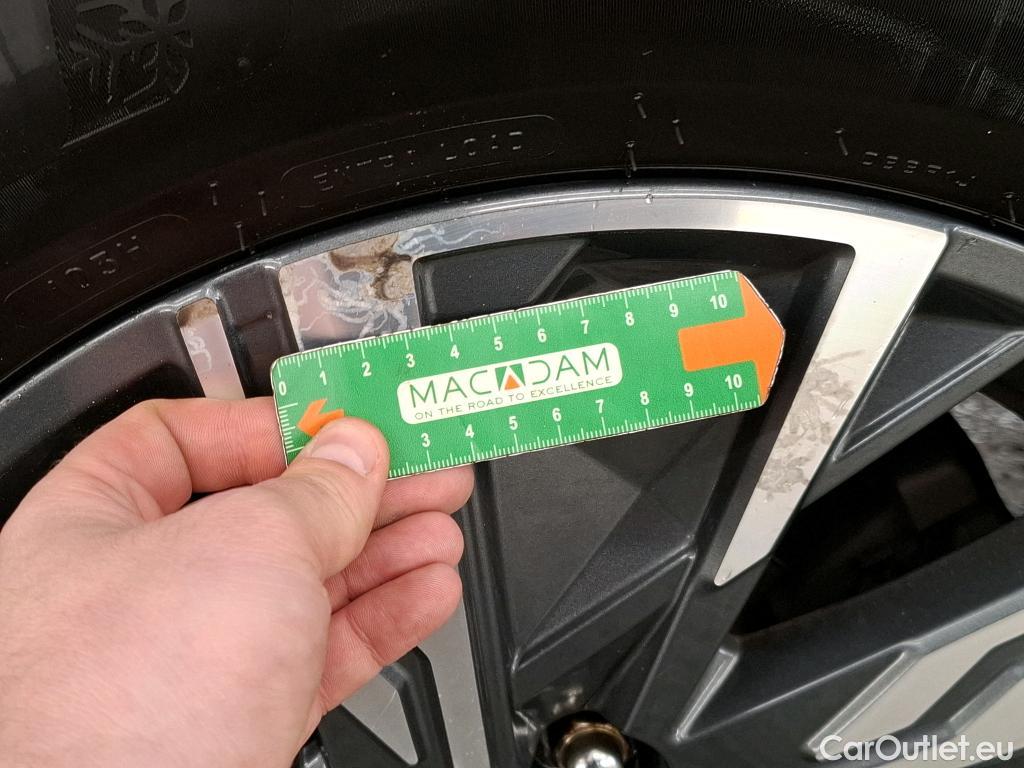 EXTRA LOAD
103H
0 1 2 3 4 5 6 7 8 9 10
MACADAM
ON THE ROAD TO EXCELLENCE
3 4 5 6 7 8 9 10
CarOutlet.eu